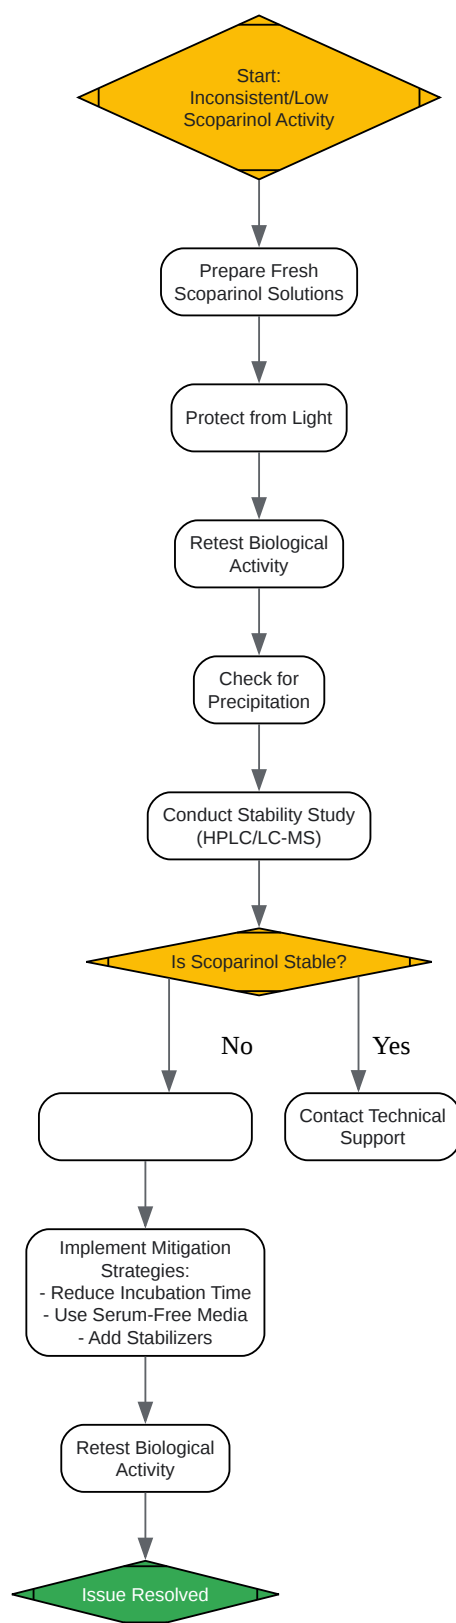 Start:
Inconsistent/Low
Scoparinol Activity
Prepare Fresh
Scoparinol Solutions
Protect from Light
Retest Biological
Activity
Check for
Precipitation
Conduct Stability Study
(HPLC/LC-MS)
Is Scoparinol Stable?
No
Yes
Contact Technical
Support
Implement Mitigation
Strategies:
- Reduce Incubation Time
- Use Serum-Free Media
- Add Stabilizers
Retest Biological
Activity
Issue Resolved